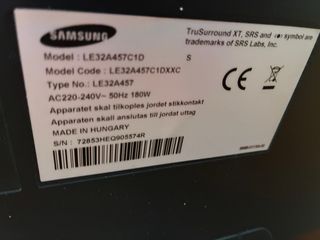 SAMSUNG
TruSurround XT, SRS and symbol are
trademarks of SRS Labs, Inc.
Model : LE32A457C1D S
Model Code : LE32A457C1DXXC
Type No. : LE32A457
AC220-240V~ 50Hz 180W
Apparatet skal tilkoples jordet stikkontakt
Apparaten skall anslutas till jordat uttag
MADE IN HUNGARY
S/N : 72853HEQ905574R
CE